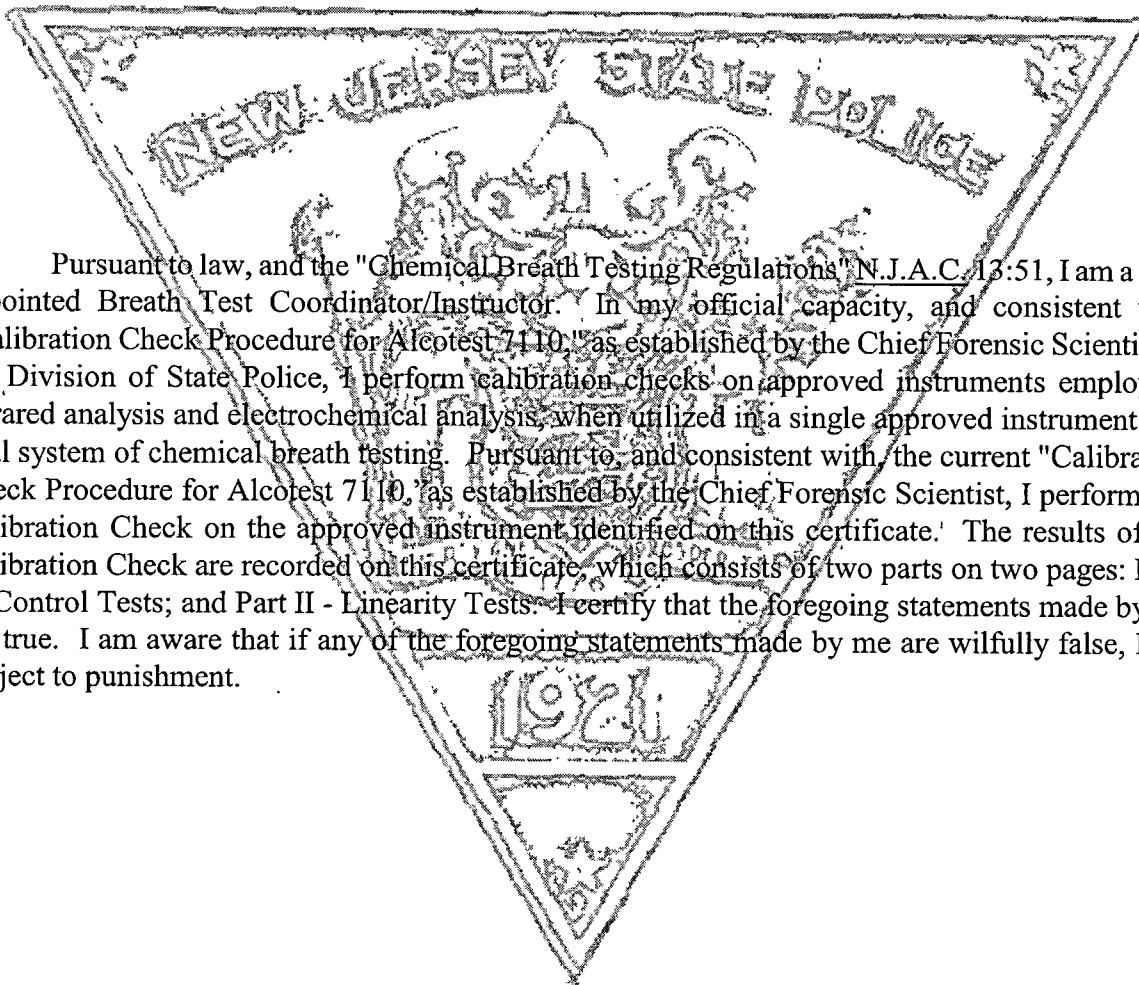 NEW JERSEY STATE POLICE
Pursuant to law, and the "Chemical Breath Testing Regulations" N.J.A.C. 13:51, I am a
ointed Breath Test Coordinator/Instructor. In my official capacity, and consistent
alibration Check Procedure for Alcotest 7110," as established by the Chief Forensic Scienti
Division of State Police, I perform calibration checks on approved instruments employ
rared analysis and electrochemical analysis, when utilized in a single approved instrument
l system of chemical breath testing. Pursuant to, and consistent with, the current "Calibra
eck Procedure for Alcotest 7110," as established by the Chief Forensic Scientist, I perform
libration Check on the approved instrument identified on this certificate. The results of
libration Check are recorded on this certificate, which consists of two parts on two pages:
Control Tests; and Part II - Linearity Tests. I certify that the foregoing statements made by
true. I am aware that if any of the foregoing statements made by me are wilfully false, I
ject to punishment.
1921